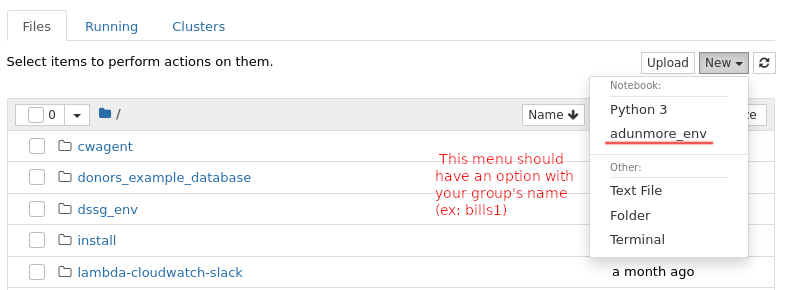 Files Running Clusters
Select items to perform actions on them. Upload New
0 / Name ze
Notebook:
Python 3
adunmore_env
Other:
Text File
Folder
Terminal
cwagent
donors_example_database
dssg_env
install
lambda-cloudwatch-slack a month ago
This menu should
have an option with
your group's name
(ex: bills1)